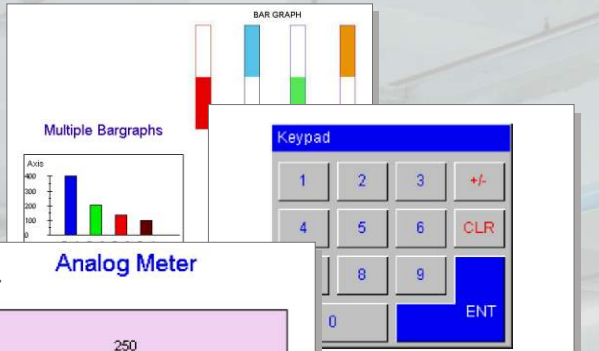 BAR GRAPH
Multiple Bargraphs
Axis
400
300
200
100
0
Keypad
1 2 3 +/-
4 5 6 CLR
8 9
0 ENT
Analog Meter
250